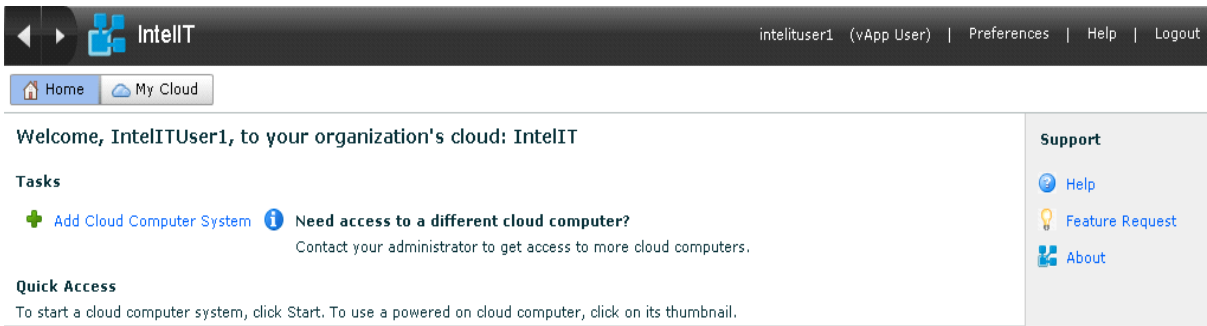 IntelIT
intelituser1 (vApp User) | Preferences | Help | Logout
Home
My Cloud
Welcome, IntelITUser1, to your organization's cloud: IntelIT
Tasks
Add Cloud Computer System
Need access to a different cloud computer?
Contact your administrator to get access to more cloud computers.
Quick Access
To start a cloud computer system, click Start. To use a powered on cloud computer, click on its thumbnail.
Support
Help
Feature Request
About